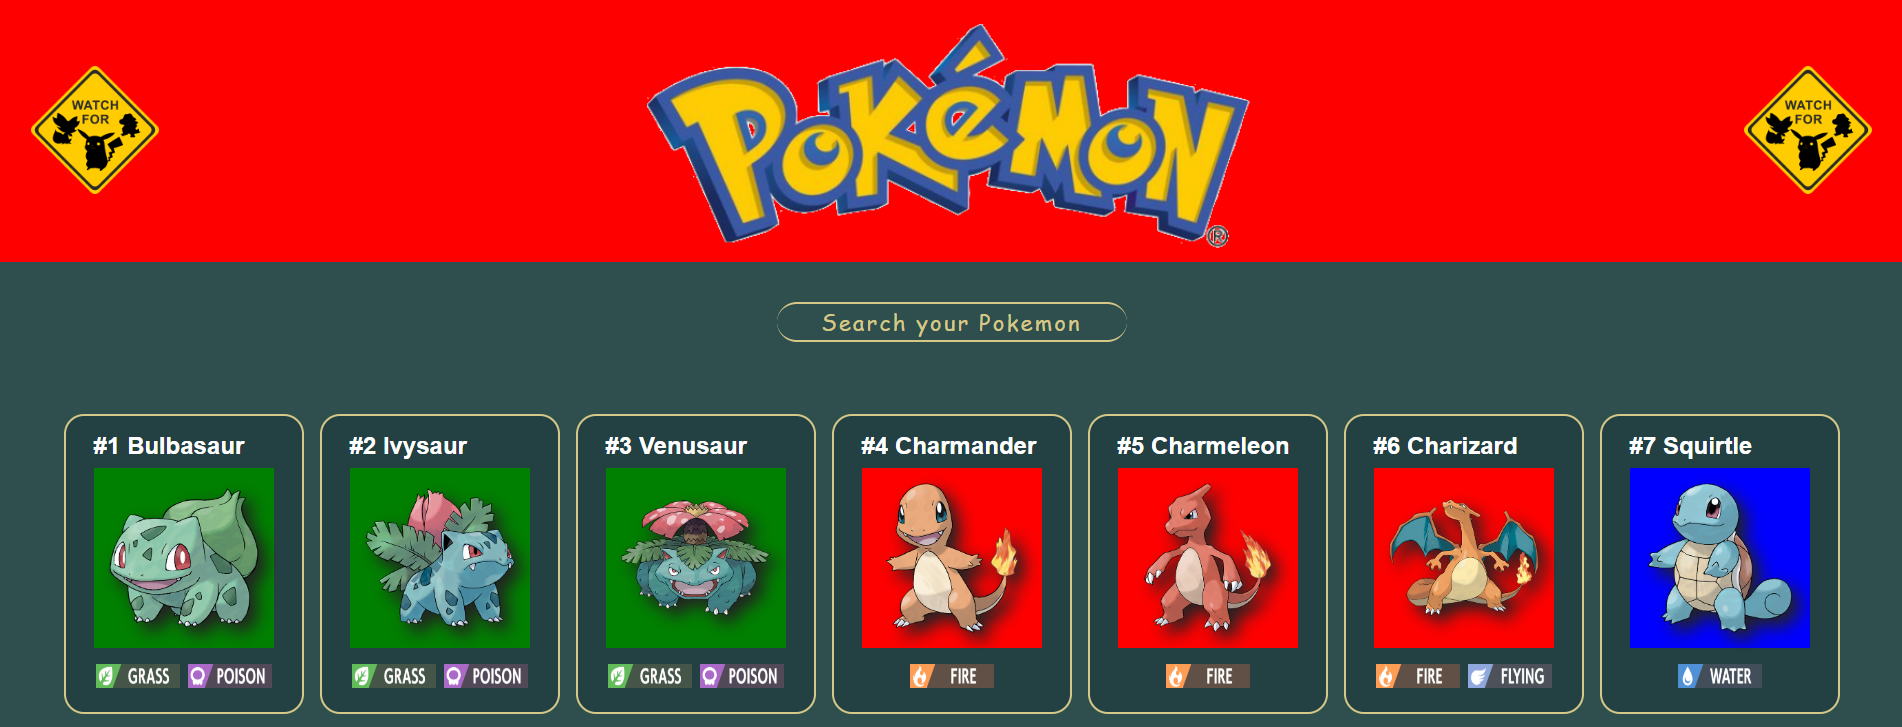 WATCH
FOR
POKéMON
®
WATCH
FOR
Search your Pokemon
#1 Bulbasaur
#2 Ivysaur
#3 Venusaur
#4 Charmander
#5 Charmeleon
#6 Charizard
#7 Squirtle
GRASS POISON
GRASS POISON
GRASS POISON
FIRE
FIRE
FIRE FLYING
WATER